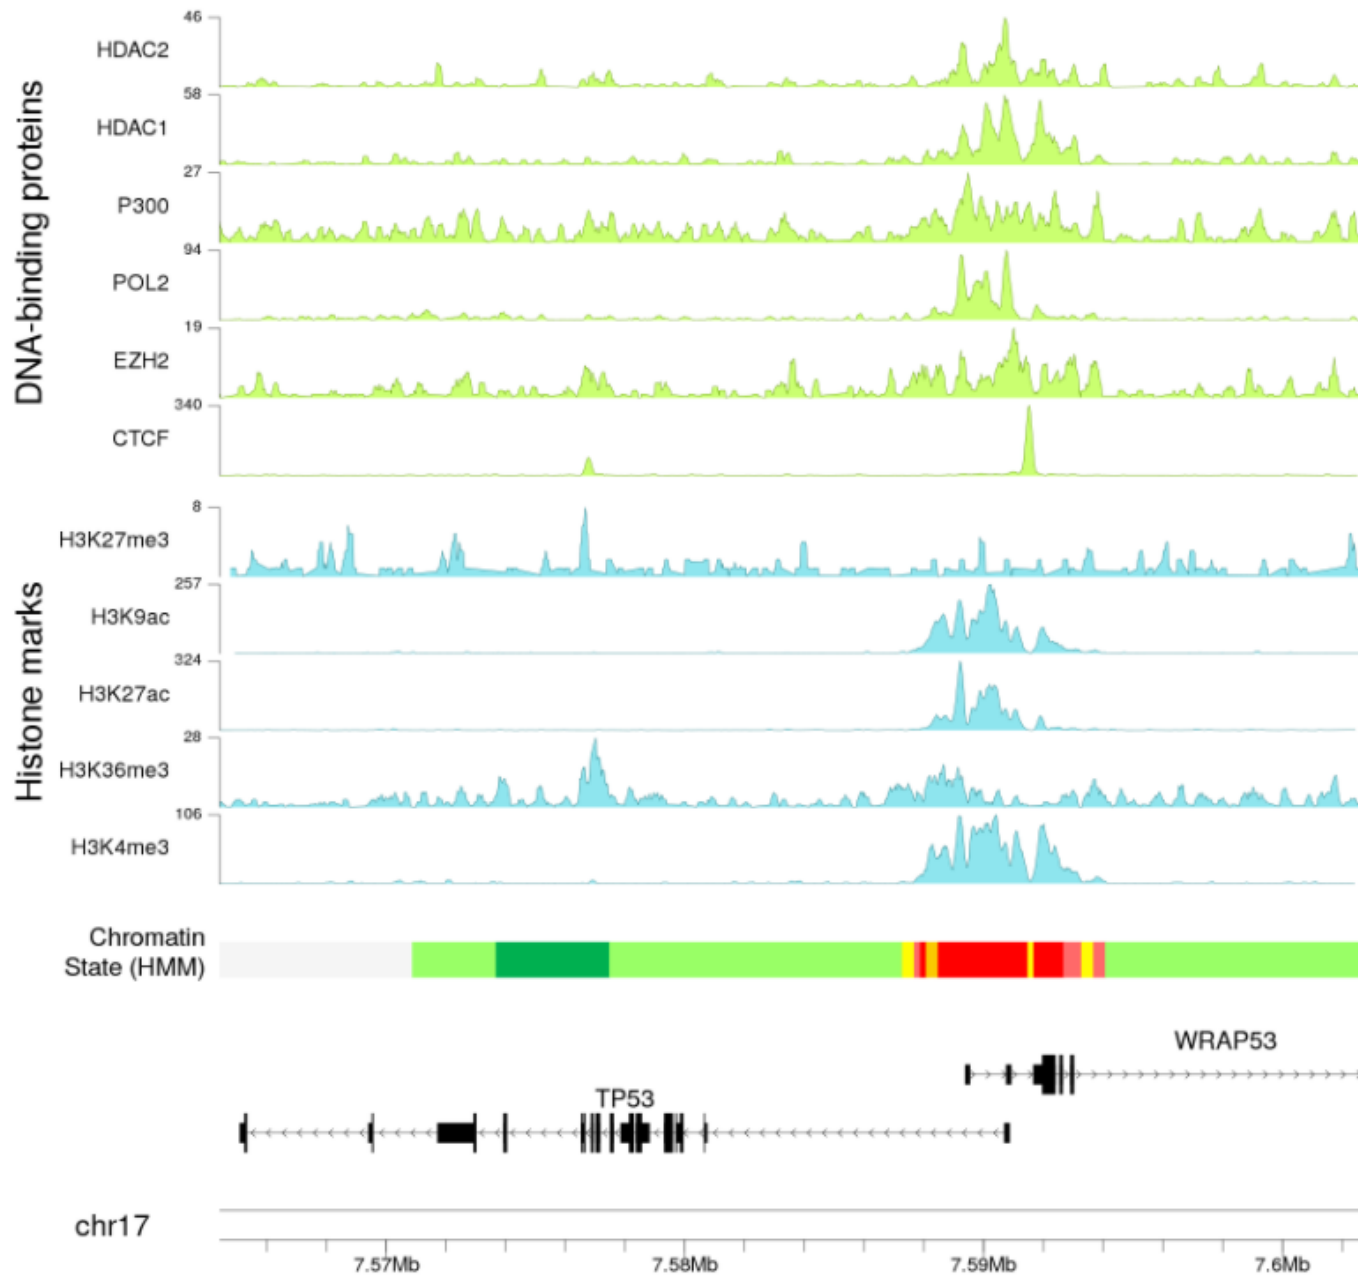 DNA-binding proteins
46
HDAC2
58
HDAC1
27
P300
94
POL2
19
EZH2
340
CTCF
Histone marks
8
H3K27me3
257
H3K9ac
324
H3K27ac
28
H3K36me3
106
H3K4me3
Chromatin
State (HMM)
WRAP53
TP53
chr17
7.57Mb 7.58Mb 7.59Mb 7.6Mb